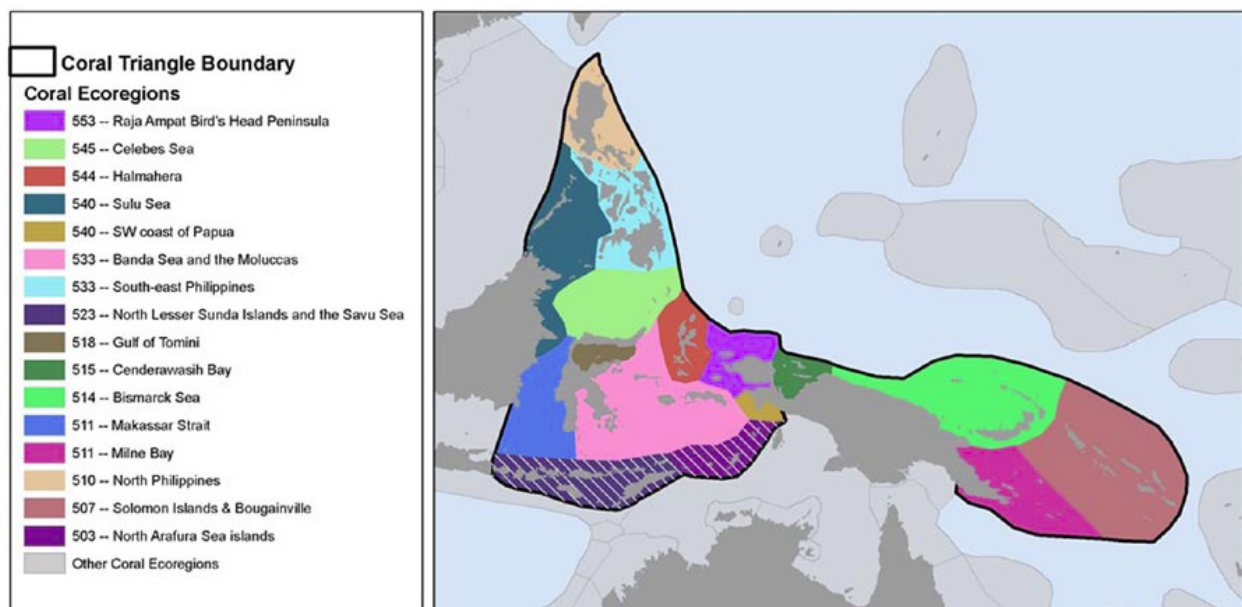 Coral Triangle Boundary
Coral Ecoregions
553 -- Raja Ampat Bird's Head Peninsula
545 -- Celebes Sea
544 -- Halmahera
540 -- Sulu Sea
540 -- SW coast of Papua
533 -- Banda Sea and the Moluccas
533 -- South-east Philippines
523 -- North Lesser Sunda Islands and the Savu Sea
518 -- Gulf of Tomini
515 -- Cenderawasih Bay
514 -- Bismarck Sea
511 -- Makassar Strait
511 -- Milne Bay
510 -- North Philippines
507 -- Solomon Islands & Bougainville
503 -- North Arafura Sea islands
Other Coral Ecoregions